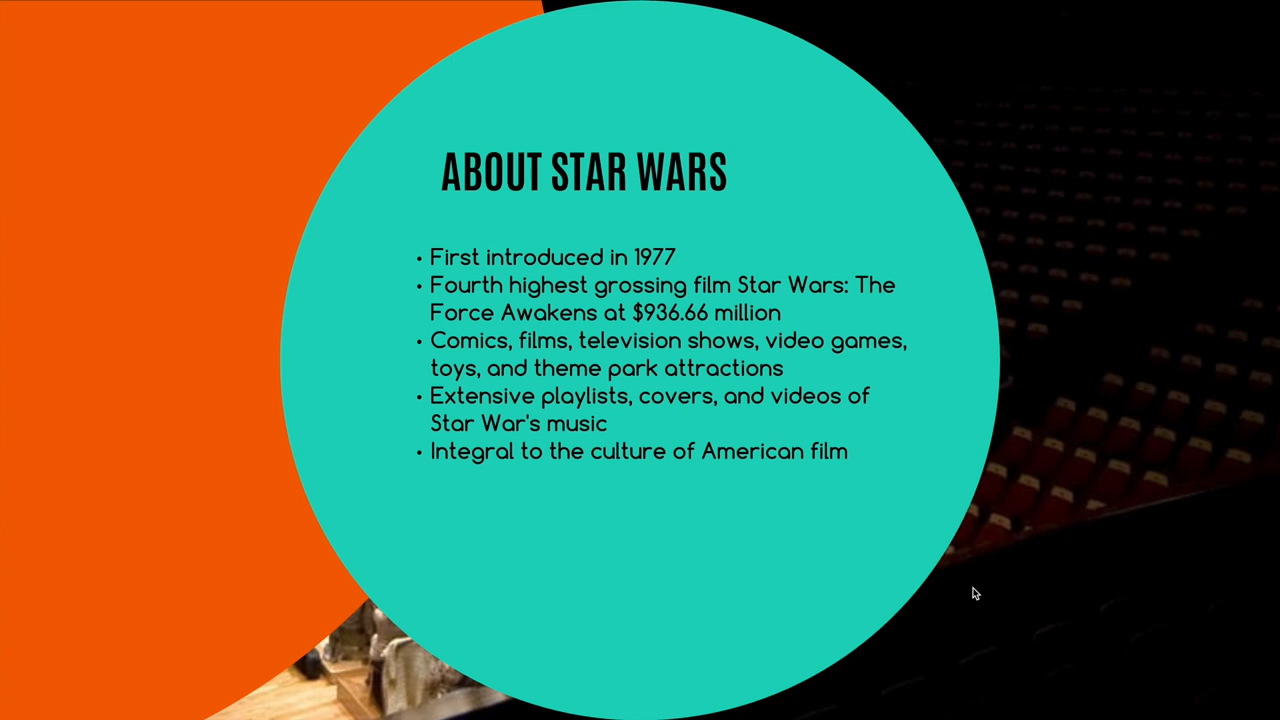 ABOUT STAR WARS
• First introduced in 1977
• Fourth highest grossing film Star Wars: The
Force Awakens at $936.66 million
• Comics, films, television shows, video games,
toys, and theme park attractions
• Extensive playlists, covers, and videos of
Star War's music
• Integral to the culture of American film